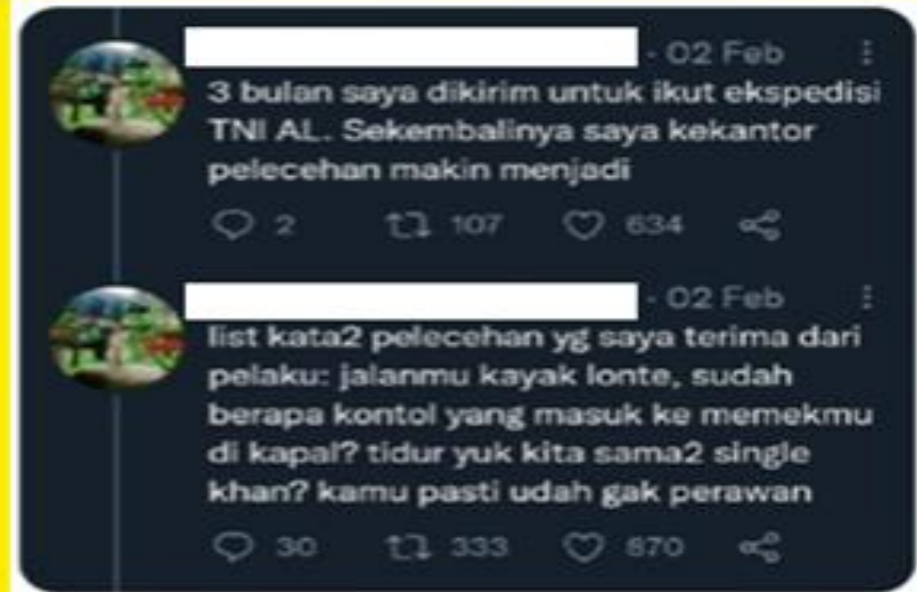 · 02 Feb
3 bulan saya dikirim untuk ikut ekspedisi
TNI AL. Sekembalinya saya kekantor
pelecehan makin menjadi
2 107 634
· 02 Feb
list kata2 pelecehan yg saya terima dari
pelaku: jalanmu kayak lonte, sudah
berapa kontol yang masuk ke memekmu
di kapal? tidur yuk kita sama2 single
khan? kamu pasti udah gak perawan
30 333 870